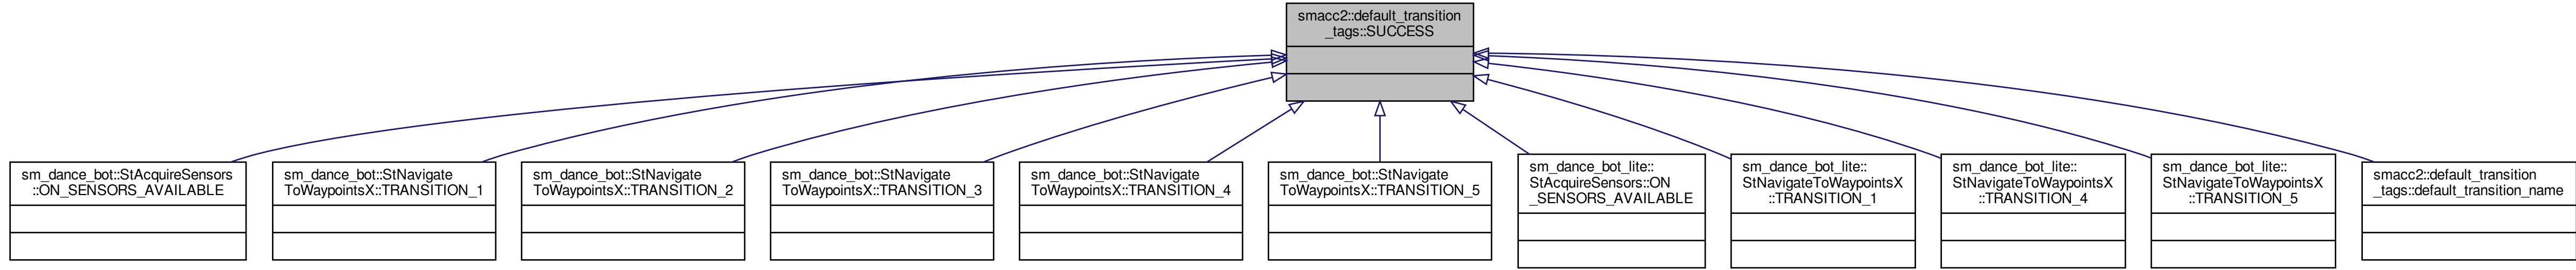 smacc2::default_transition
_tags::SUCCESS
sm_dance_bot::StAcquireSensors
::ON_SENSORS_AVAILABLE
sm_dance_bot::StNavigate
ToWaypointsX::TRANSITION_1
sm_dance_bot::StNavigate
ToWaypointsX::TRANSITION_2
sm_dance_bot::StNavigate
ToWaypointsX::TRANSITION_3
sm_dance_bot::StNavigate
ToWaypointsX::TRANSITION_4
sm_dance_bot::StNavigate
ToWaypointsX::TRANSITION_5
sm_dance_bot_lite::
StAcquireSensors::ON
_SENSORS_AVAILABLE
sm_dance_bot_lite::
StNavigateToWaypointsX
::TRANSITION_1
sm_dance_bot_lite::
StNavigateToWaypointsX
::TRANSITION_4
sm_dance_bot_lite::
StNavigateToWaypointsX
::TRANSITION_5
smacc2::default_transition
_tags::default_transition_name